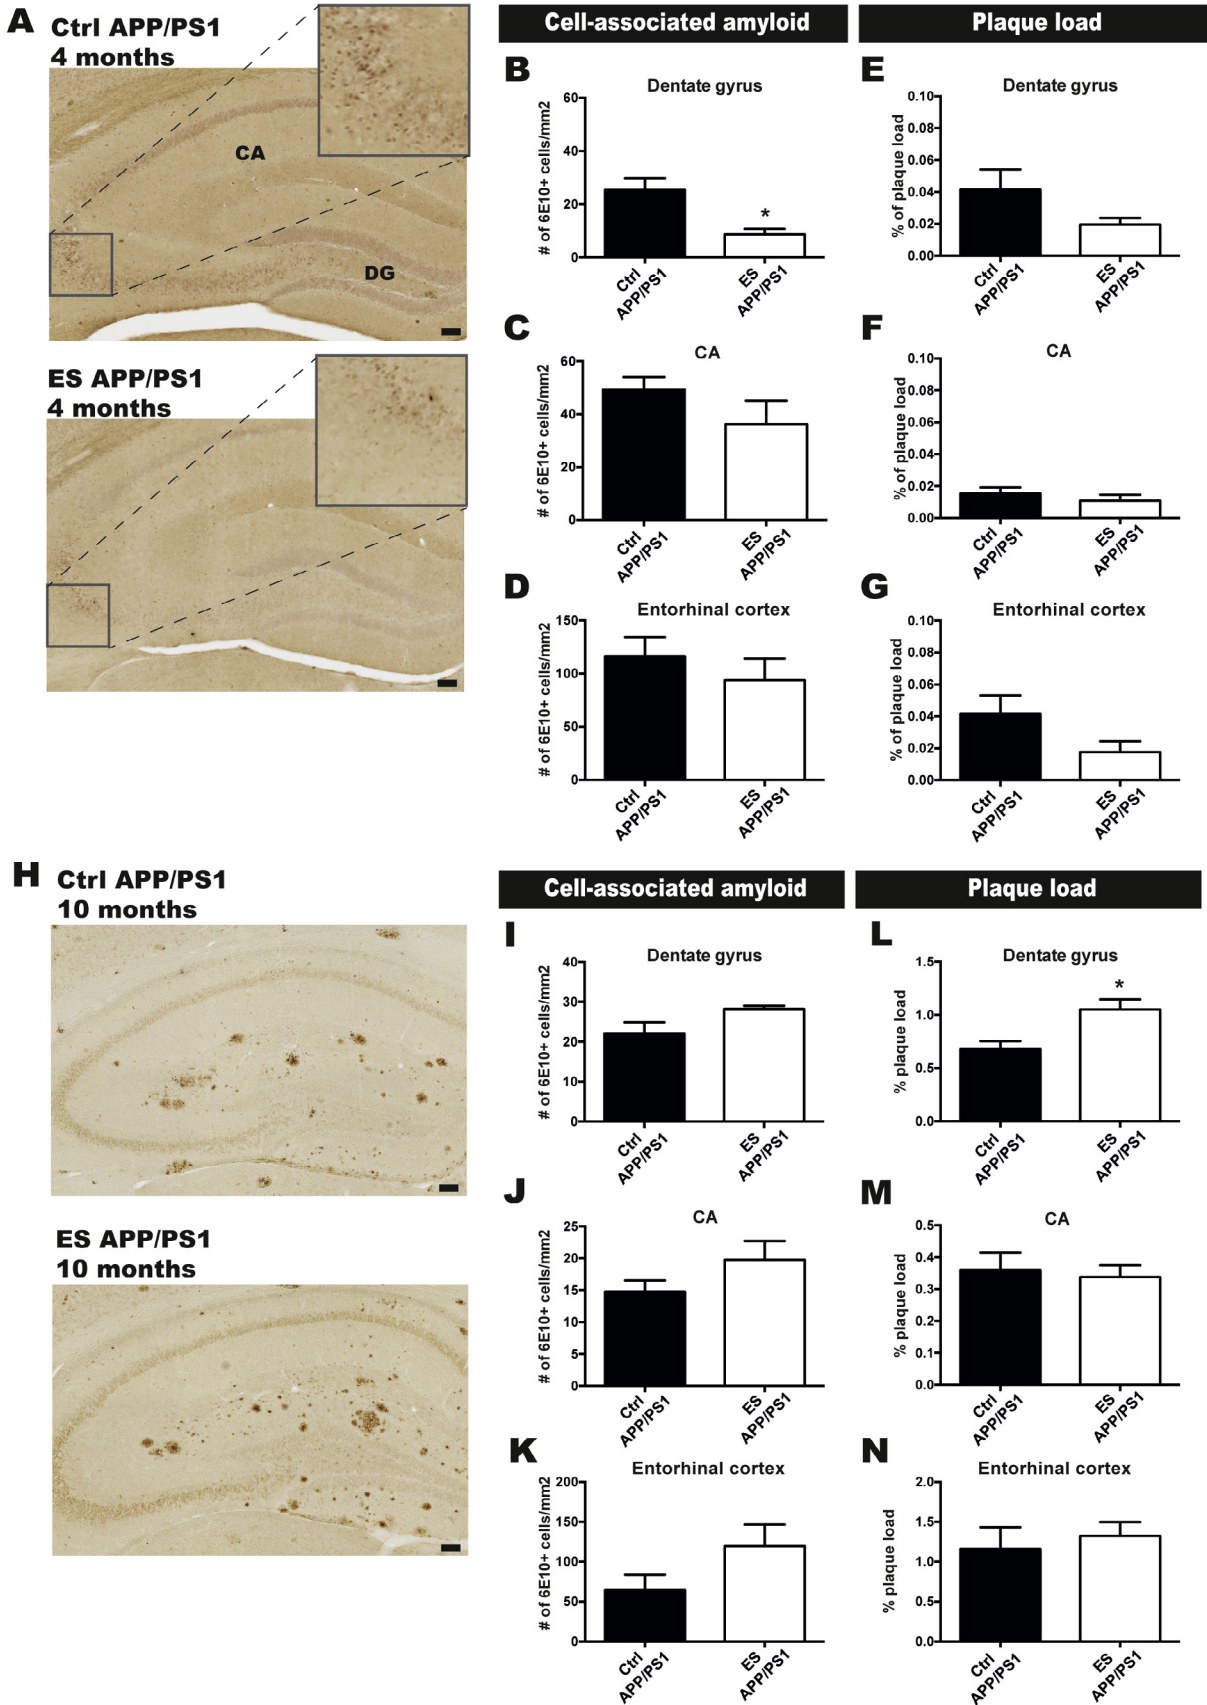 A
Ctrl APP/PS1
4 months
CA
DG
ES APP/PS1
4 months
Cell-associated amyloid
Plaque load
B
Dentate gyrus
# of 6E10+ cells/mm2
60
40
20
0
*
Ctrl
APP/PS1
ES
APP/PS1
E
Dentate gyrus
% of plaque load
0.10
0.08
0.06
0.04
0.02
0.00
Ctrl
APP/PS1
ES
APP/PS1
C
CA
# of 6E10+ cells/mm2
60
40
20
0
Ctrl
APP/PS1
ES
APP/PS1
F
CA
% of plaque load
0.10
0.08
0.06
0.04
0.02
0.00
Ctrl
APP/PS1
ES
APP/PS1
D
Entorhinal cortex
# of 6E10+ cells/mm2
150
100
50
0
Ctrl
APP/PS1
ES
APP/PS1
G
Entorhinal cortex
% of plaque load
0.10
0.08
0.06
0.04
0.02
0.00
Ctrl
APP/PS1
ES
APP/PS1
H
Ctrl APP/PS1
10 months
ES APP/PS1
10 months
Cell-associated amyloid
Plaque load
I
Dentate gyrus
# of 6E10+ cells/mm2
40
30
20
10
0
Ctrl
APP/PS1
ES
APP/PS1
L
Dentate gyrus
% plaque load
1.5
1.0
0.5
0.0
*
Ctrl
APP/PS1
ES
APP/PS1
J
CA
# of 6E10+ cells/mm2
25
20
15
10
5
0
Ctrl
APP/PS1
ES
APP/PS1
M
CA
% plaque load
0.5
0.4
0.3
0.2
0.1
0.0
Ctrl
APP/PS1
ES
APP/PS1
K
Entorhinal cortex
# of 6E10+ cells/mm2
200
150
100
50
0
Ctrl
APP/PS1
ES
APP/PS1
N
Entorhinal cortex
% plaque load
2.0
1.5
1.0
0.5
0.0
Ctrl
APP/PS1
ES
APP/PS1